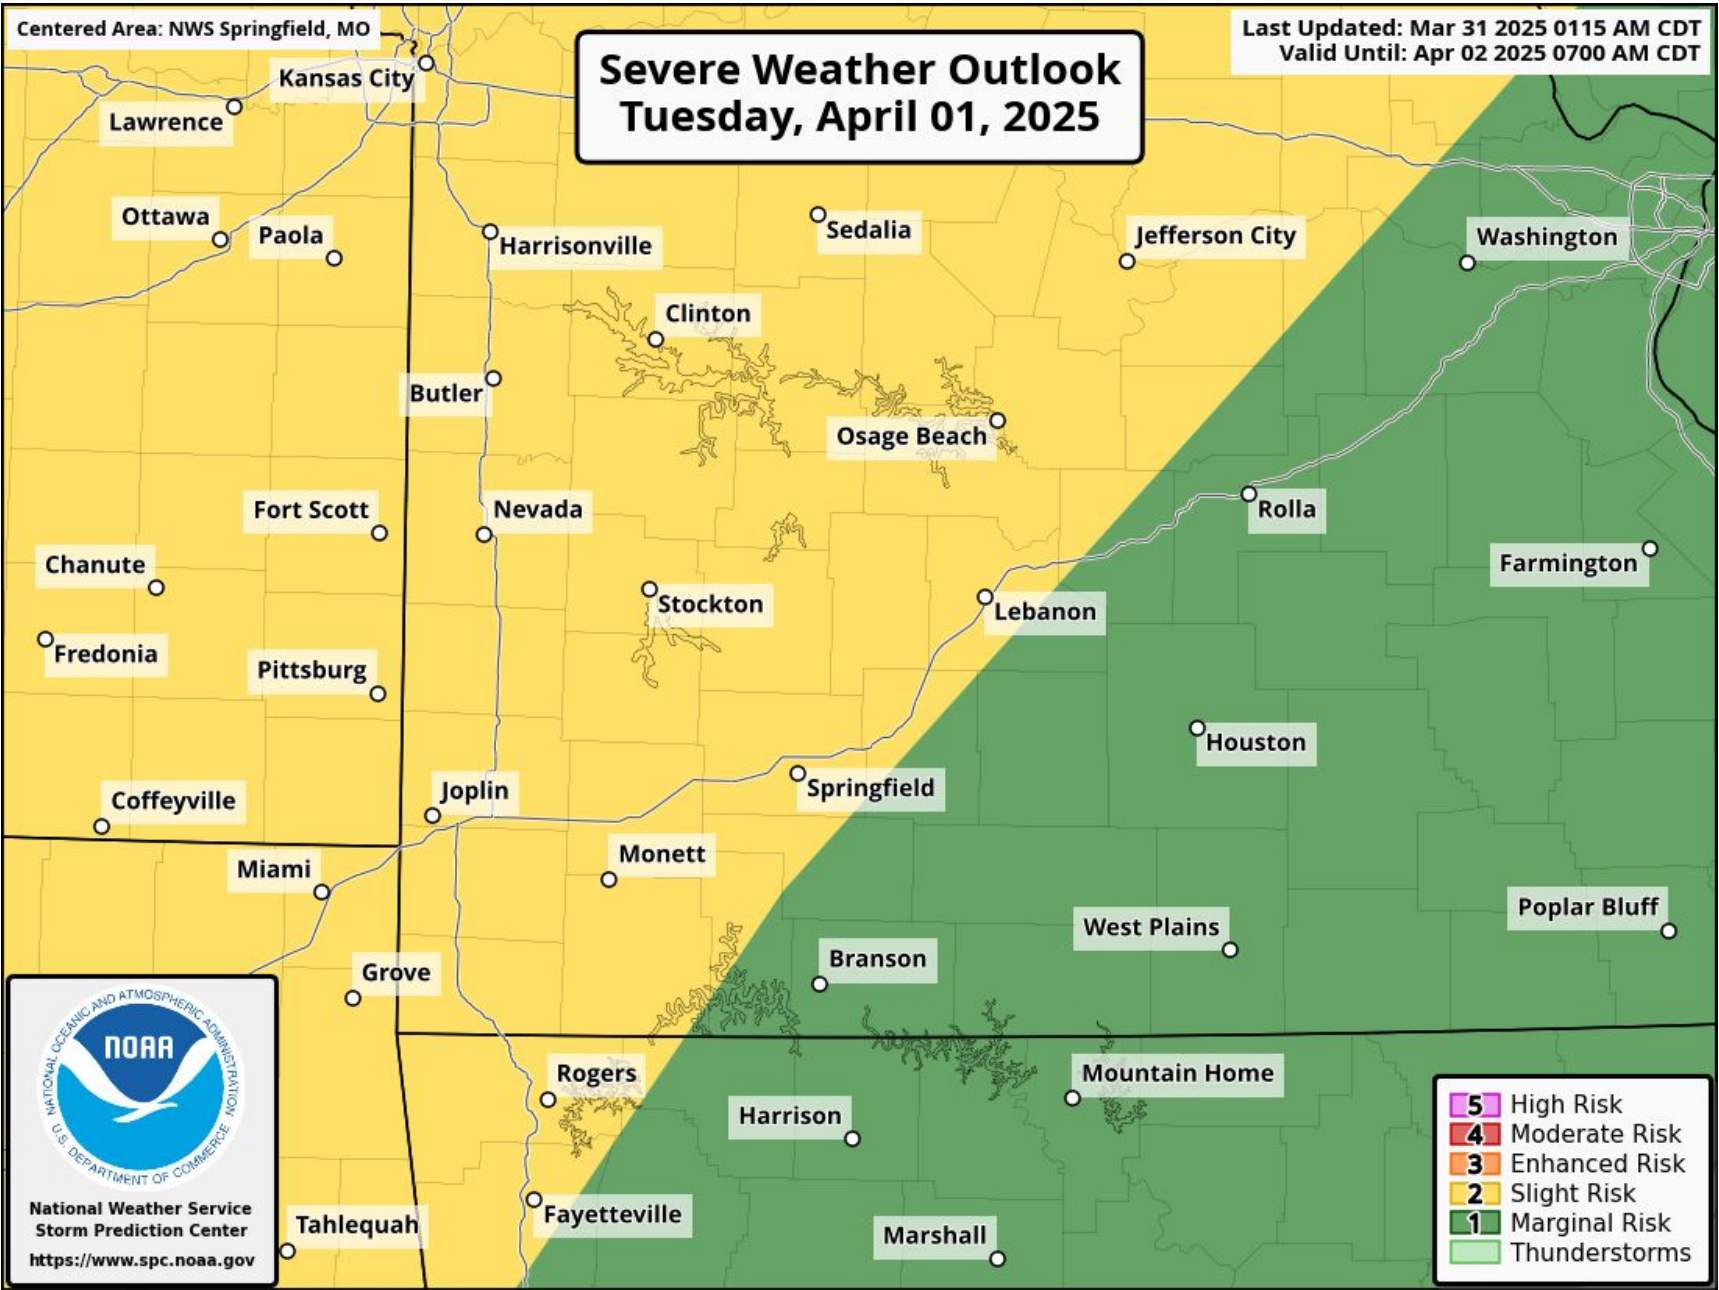 Centered Area: NWS Springfield, MO
Last Updated: Mar 31 2025 0115 AM CDT
Valid Until: Apr 02 2025 0700 AM CDT
Severe Weather Outlook
Tuesday, April 01, 2025
Kansas City
Lawrence
Ottawa
Paola
Harrisonville
Sedalia
Jefferson City
Washington
Clinton
Butler
Osage Beach
Fort Scott
Nevada
Rolla
Chanute
Farmington
Stockton
Lebanon
Fredonia
Pittsburg
Houston
Coffeyville
Joplin
Springfield
Miami
Monett
West Plains
Poplar Bluff
Grove
Branson
Rogers
Mountain Home
Harrison
Fayetteville
Tahlequah
Marshall
NATIONAL OCEANIC AND ATMOSPHERIC ADMINISTRATION
NOAA
U.S. DEPARTMENT OF COMMERCE
National Weather Service
Storm Prediction Center
https://www.spc.noaa.gov
5 High Risk
4 Moderate Risk
3 Enhanced Risk
2 Slight Risk
1 Marginal Risk
Thunderstorms